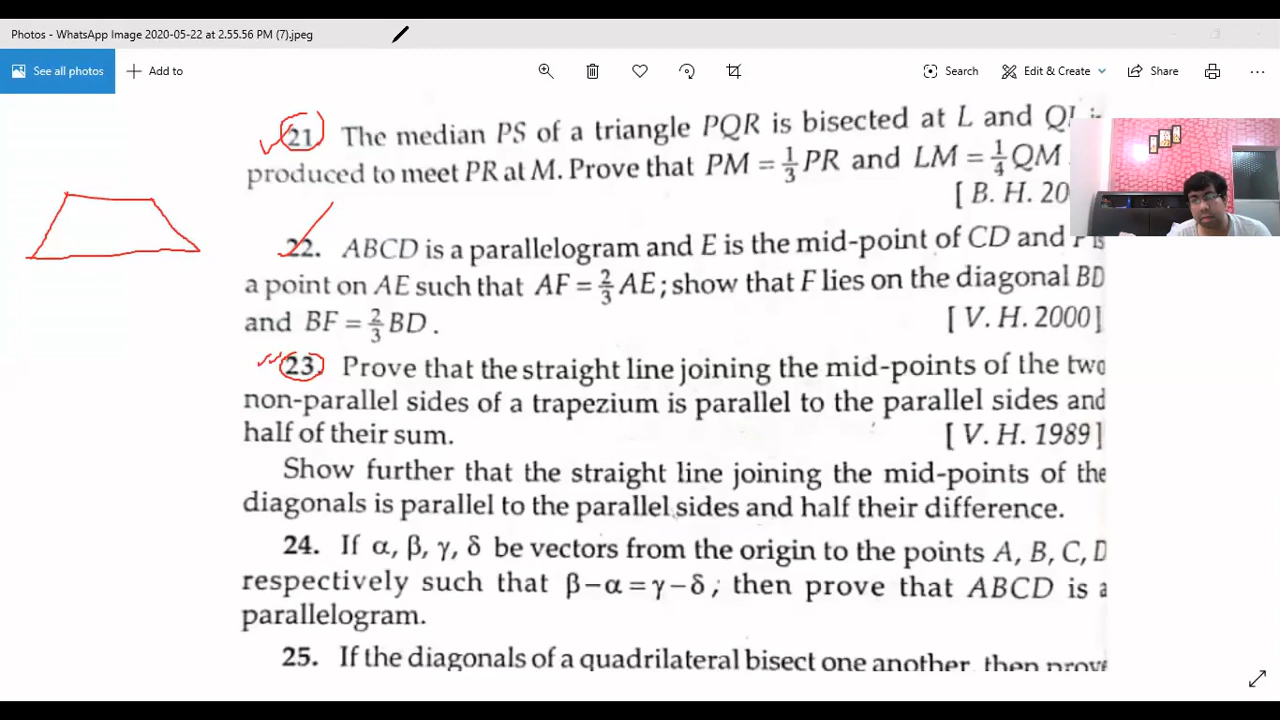 Photos - WhatsApp Image 2020-05-22 at 2.55.56 PM (7).jpeg
See all photos Add to Search Edit & Create Share
21. The median PS of a triangle PQR is bisected at L and QL
produced to meet PR at M. Prove that PM = 1/3 PR and LM = 1/4 QM
[ B. H. 20
22. ABCD is a parallelogram and E is the mid-point of CD and F is
a point on AE such that AF = 2/3 AE ; show that F lies on the diagonal BD
and BF = 2/3 BD .
[ V. H. 2000]
23. Prove that the straight line joining the mid-points of the two
non-parallel sides of a trapezium is parallel to the parallel sides and
half of their sum.
[ V. H. 1989]
Show further that the straight line joining the mid-points of the
diagonals is parallel to the parallel sides and half their difference.
24. If α, β, γ, δ be vectors from the origin to the points A, B, C, D
respectively such that β-α=γ-δ, then prove that ABCD is a
parallelogram.
25. If the diagonals of a quadrilateral bisect one another, then prove